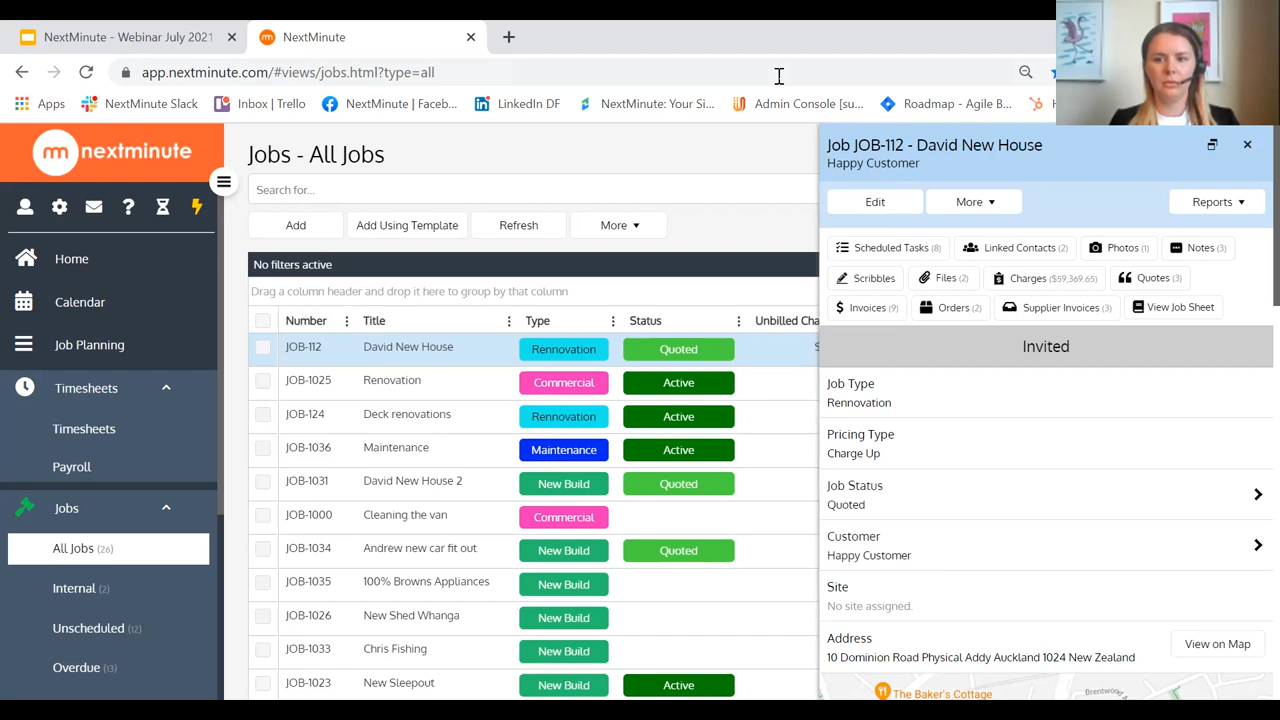 NextMinute - Webinar July 2021
NextMinute
app.nextminute.com/#views/jobs.html?type=all
Apps
NextMinute Slack
Inbox | Trello
NextMinute | Faceb...
LinkedIn DF
NextMinute: Your Si...
Admin Console [su...
Roadmap - Agile B...
nextminute
Home
Calendar
Job Planning
Timesheets
Timesheets
Payroll
Jobs
All Jobs (26)
Internal (2)
Unscheduled (12)
Overdue (13)
Jobs - All Jobs
Search for...
Add
Add Using Template
Refresh
More
No filters active
Drag a column header and drop it here to group by that column
Number Title Type Status Unbilled Cha
JOB-112 David New House Rennovation Quoted
JOB-1025 Renovation Commercial Active
JOB-124 Deck renovations Rennovation Active
JOB-1036 Maintenance Maintenance Active
JOB-1031 David New House 2 New Build Quoted
JOB-1000 Cleaning the van Commercial
JOB-1034 Andrew new car fit out New Build Quoted
JOB-1035 100% Browns Appliances New Build
JOB-1026 New Shed Whanga New Build
JOB-1033 Chris Fishing New Build
JOB-1023 New Sleepout New Build Active
Job JOB-112 - David New House
Happy Customer
Edit More Reports
Scheduled Tasks (8) Linked Contacts (2) Photos (1) Notes (3)
Scribbles Files (2) Charges ($59,369.65) Quotes (3)
Invoices (9) Orders (2) Supplier Invoices (3) View Job Sheet
Invited
Job Type
Rennovation
Pricing Type
Charge Up
Job Status
Quoted
Customer
Happy Customer
Site
No site assigned.
Address
10 Dominion Road Physical Addy Auckland 1024 New Zealand
View on Map
The Baker's Cottage